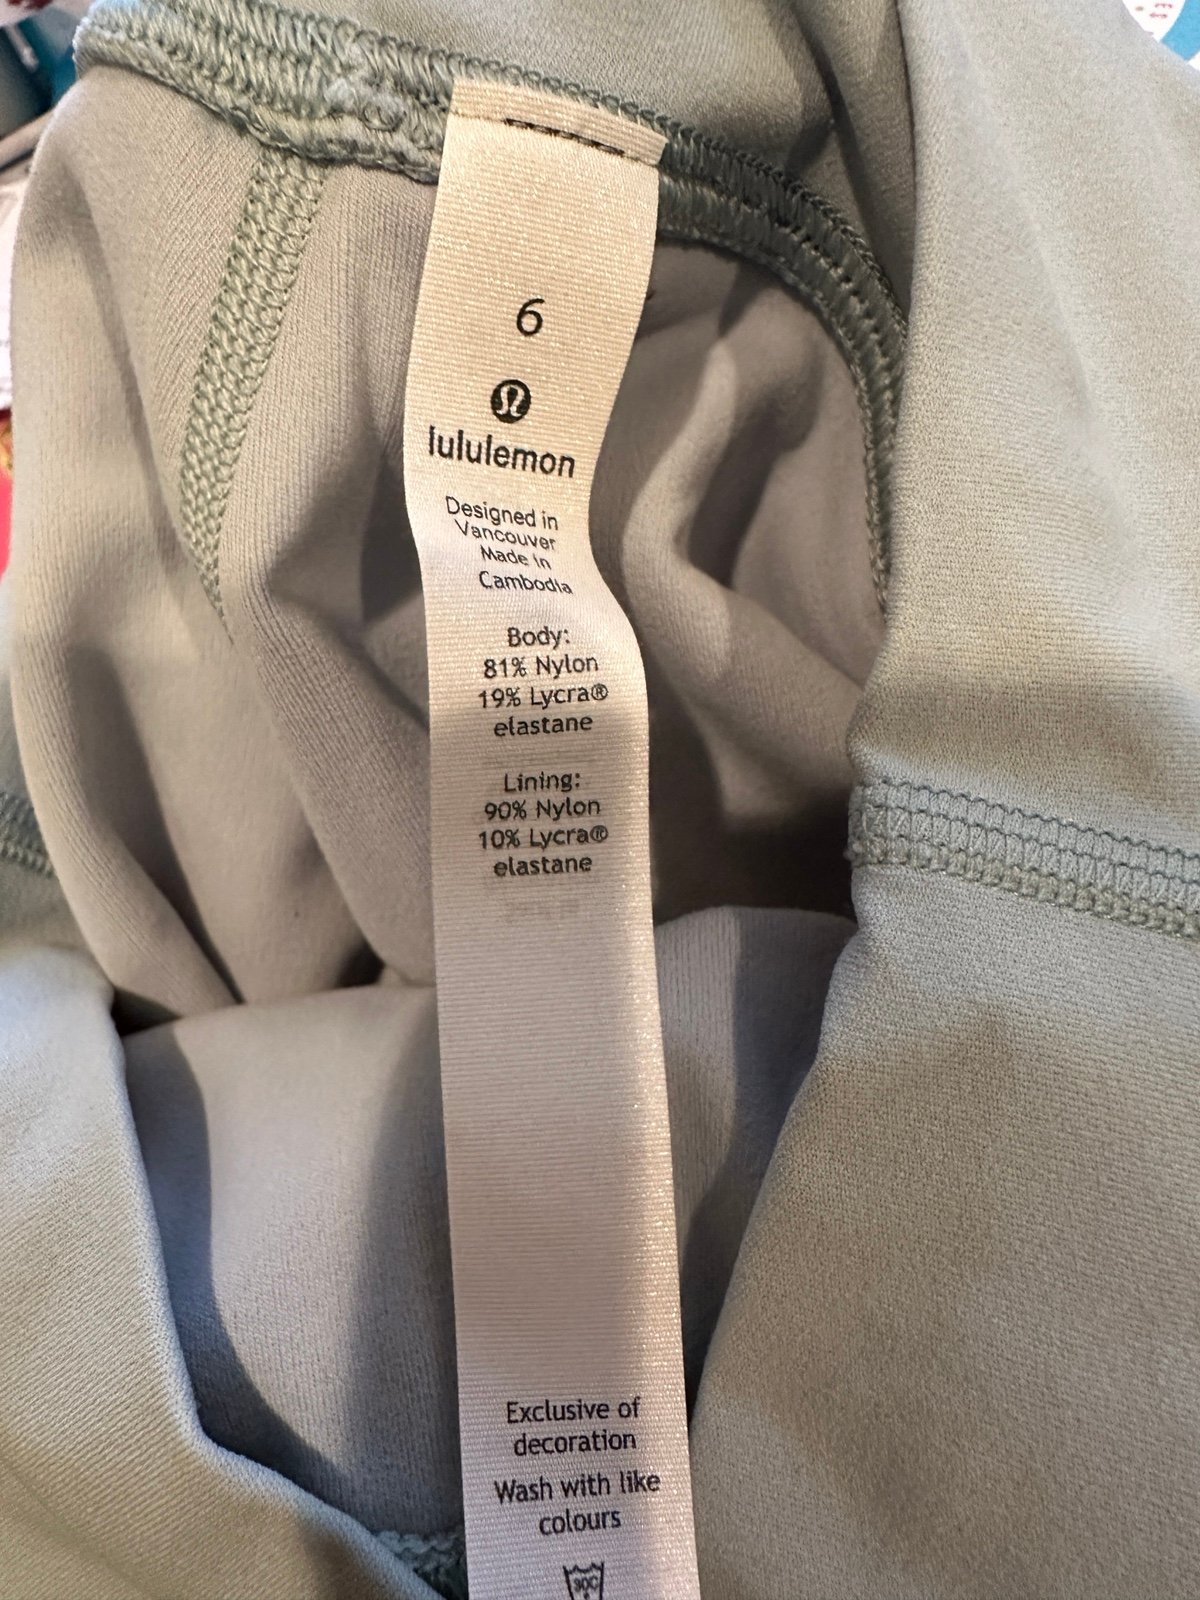 6
lululemon
Designed in
Vancouver
Made in
Cambodia
Body:
81% Nylon
19% Lycra®
elastane
Lining:
90% Nylon
10% Lycra®
elastane
Exclusive of
decoration
Wash with like
colours
30C